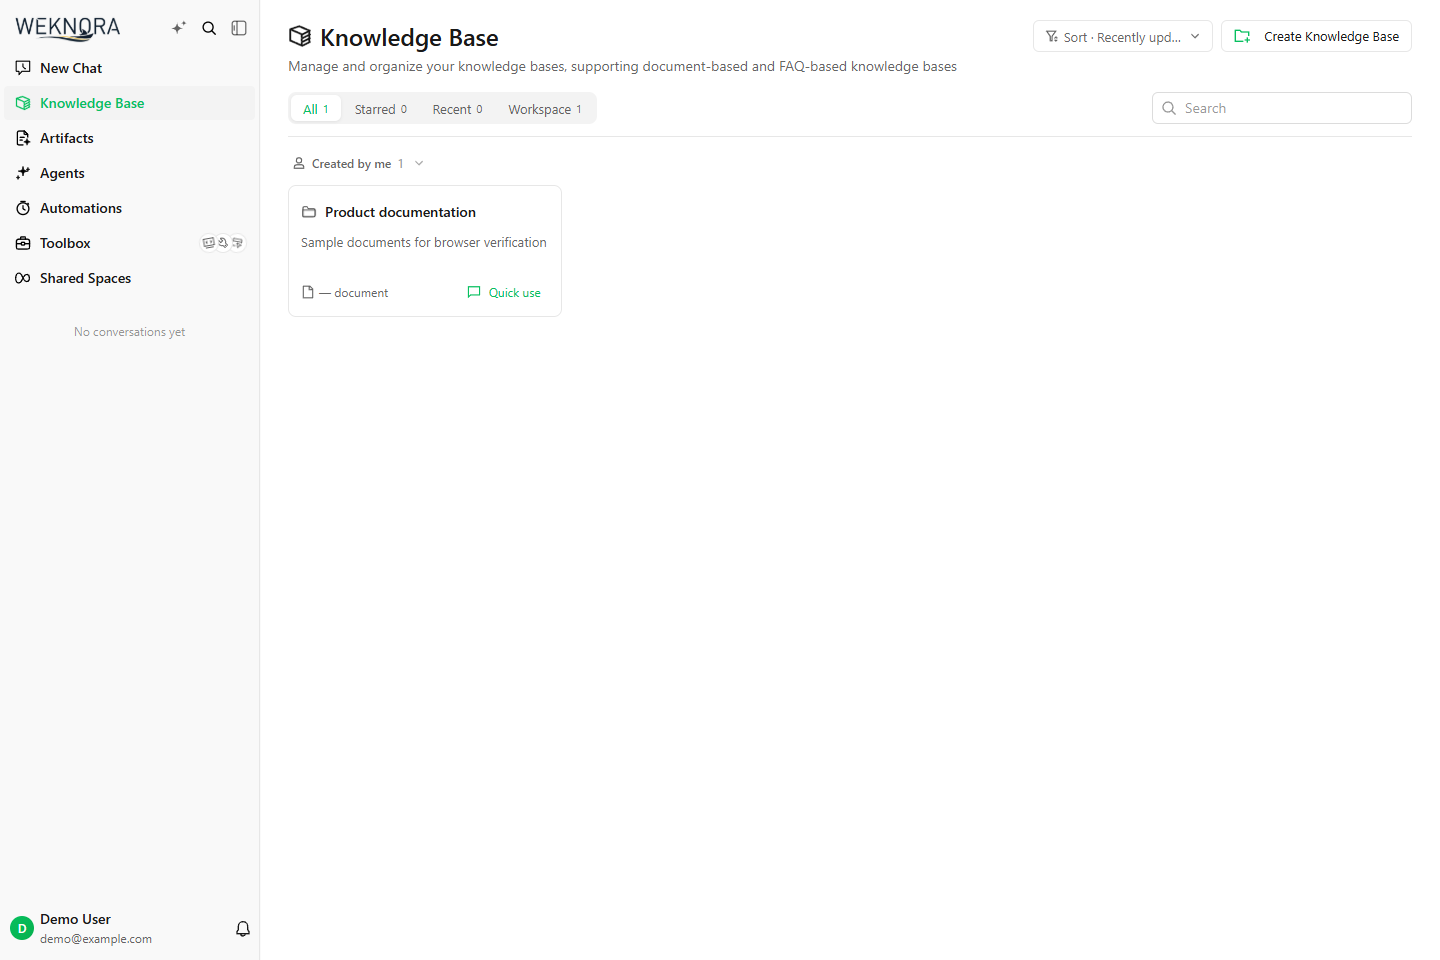 WEKNORA
New Chat
Knowledge Base
Artifacts
Agents
Automations
Toolbox
Shared Spaces
No conversations yet
D
Demo User
demo@example.com
Knowledge Base
Sort · Recently upd...
Create Knowledge Base
Manage and organize your knowledge bases, supporting document-based and FAQ-based knowledge bases
All 1
Starred 0
Recent 0
Workspace 1
Search
Created by me 1
Product documentation
Sample documents for browser verification
— document
Quick use